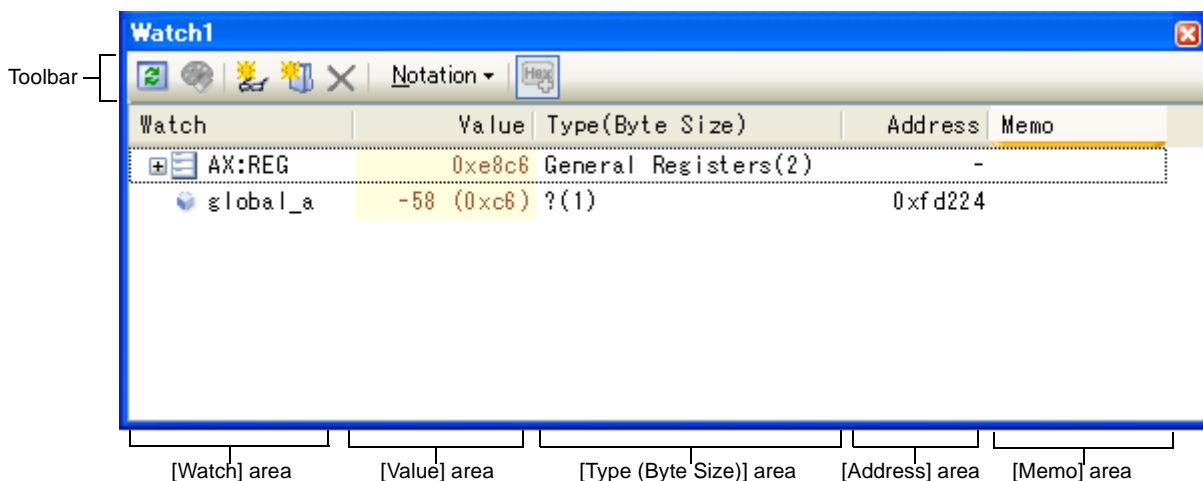 Watch1
Toolbar
Notation
Hex
Watch Value Type(Byte Size) Address Memo
AX:REG 0xe8c6 General Registers(2) -
global_a -58 (0xc6) ?(1) 0xfd224
[Watch] area [Value] area [Type (Byte Size)] area [Address] area [Memo] area